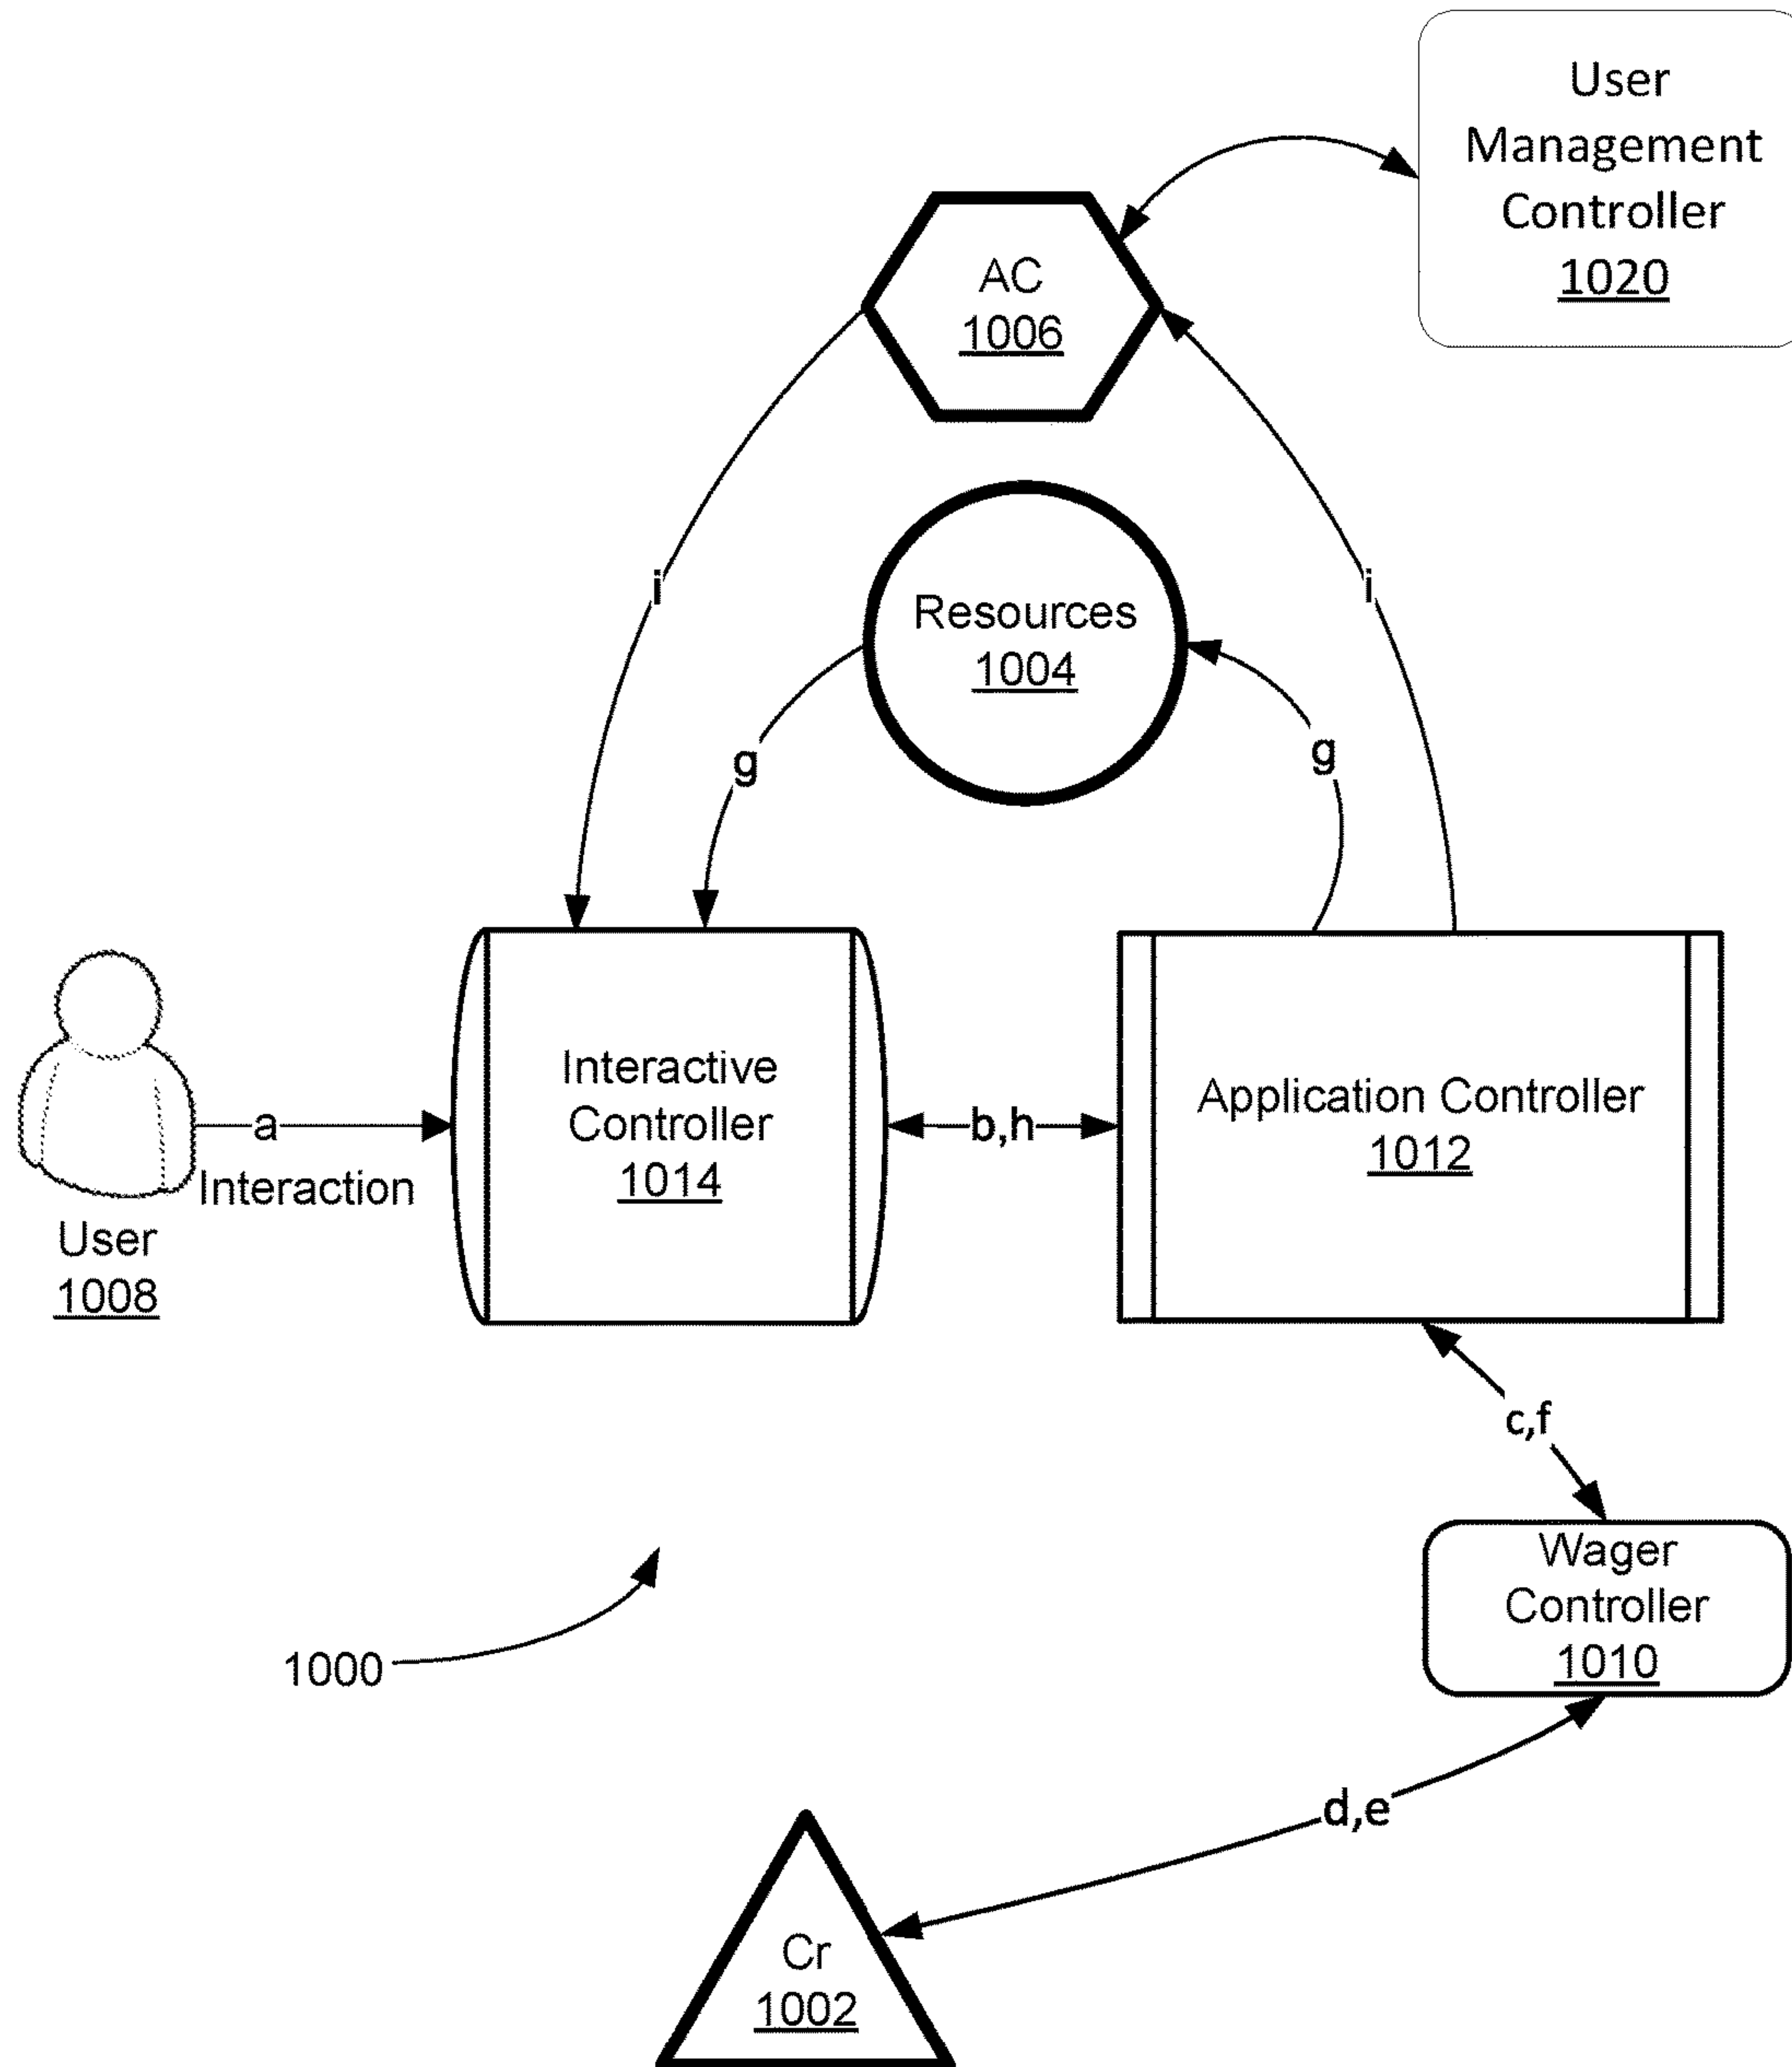 User
Management
Controller
1020
AC
1006
i
i
Resources
1004
g
g
Interactive
Controller
1014
Application Controller
1012
a
Interaction
b,h
User
1008
c,f
Wager
Controller
1010
1000
d,e
Cr
1002